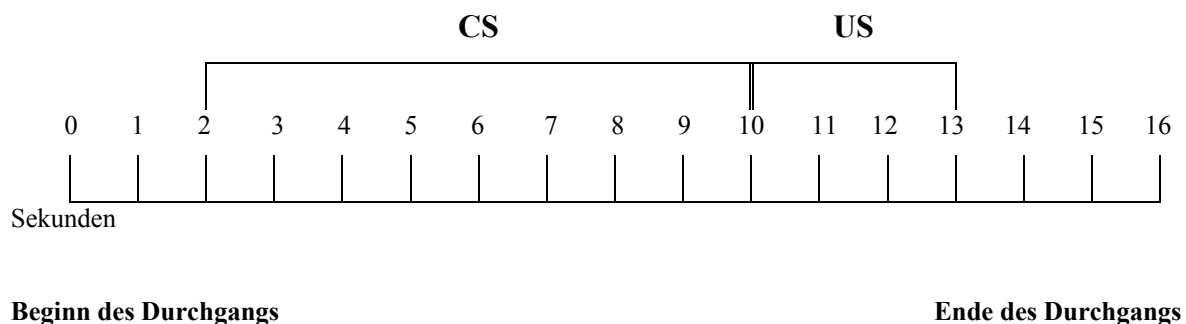 CS US
0 1 2 3 4 5 6 7 8 9 10 11 12 13 14 15 16
Sekunden
Beginn des Durchgangs Ende des Durchgangs